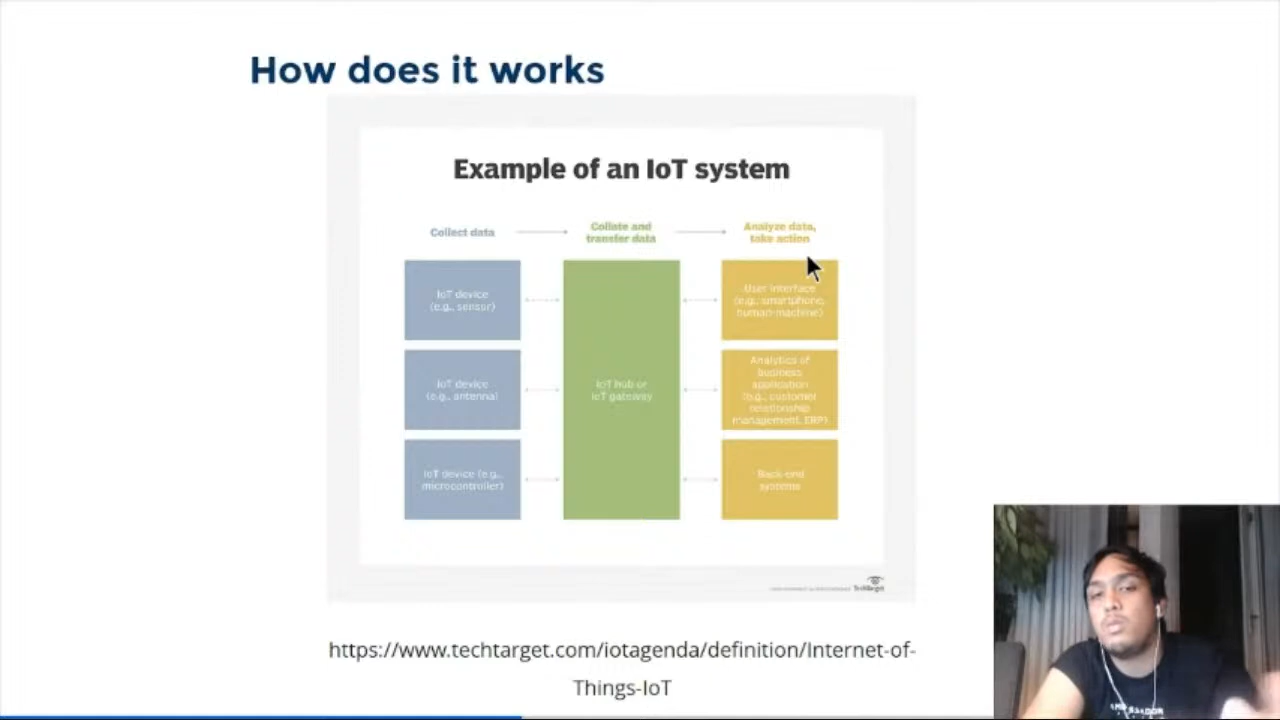 How does it works
Example of an IoT system
Collect data
Collate and
transfer data
Analyze data,
take action
IoT device
(e.g., sensor)
IoT device
(e.g., antenna)
IoT device (e.g.,
microcontroller)
IoT hub or
IoT gateway
User interface
(e.g., smartphone,
human-machine)
Analytics of
business
application
(e.g., customer
relationship
management, ERP)
Back-end
systems
TechTarget
https://www.techtarget.com/iotagenda/definition/Internet-of-
Things-IoT